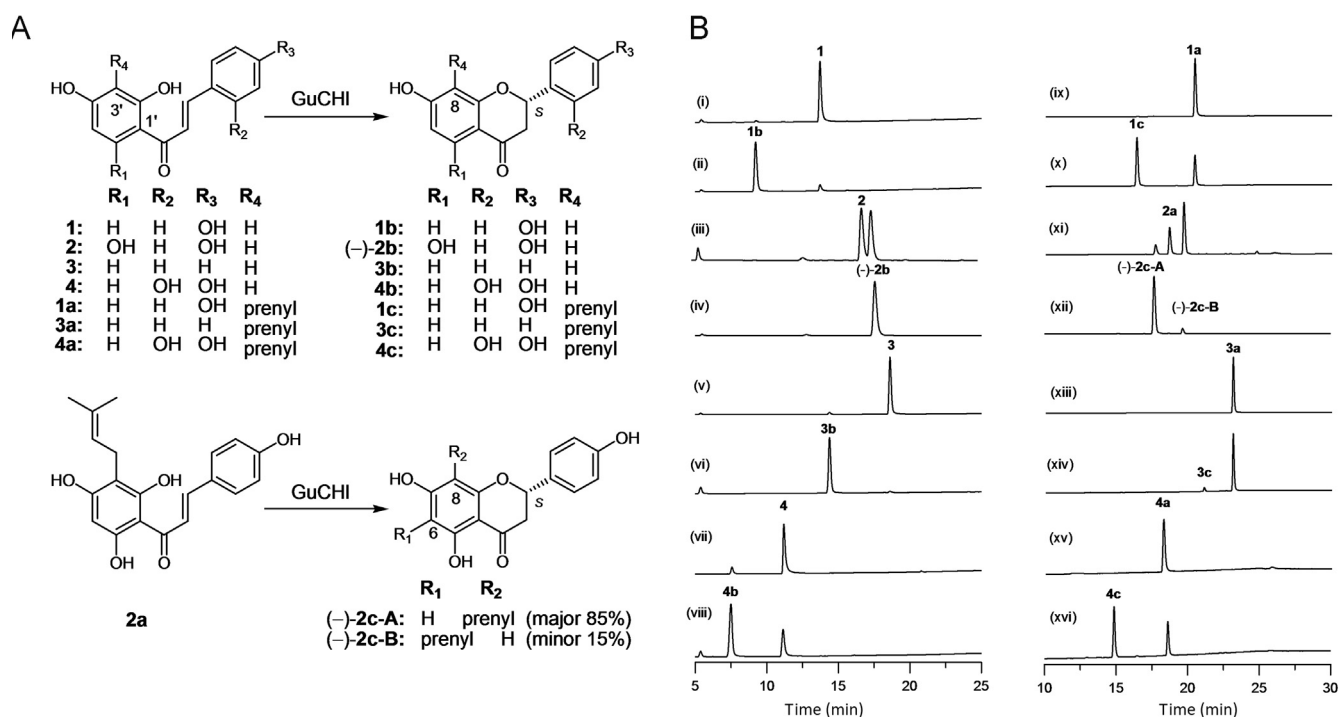 A
R4
HO
OH
3'
1'
R3
R2
R1
O
GuCHI
R4
HO
8
O
S
R3
R2
R1
O
R1 R2 R3 R4
1: H H OH H
2: OH H OH H
3: H H H H
4: H OH OH H
1a: H H OH prenyl
3a: H H H prenyl
4a: H OH OH prenyl
R1 R2 R3 R4
1b: H H OH H
(−)-2b: OH H OH H
3b: H H H H
4b: H OH OH H
1c: H H OH prenyl
3c: H H H prenyl
4c: H OH OH prenyl
HO
OH
OH
OH
O
2a
GuCHI
R2
HO
8
O
S
OH
6
R1
OH
O
R1 R2
(−)-2c-A: H prenyl (major 85%)
(−)-2c-B: prenyl H (minor 15%)
B
(i)
1
(ii)
1b
(iii)
2
(−)-2b
(iv)
(v)
3
(vi)
3b
(vii)
4
(viii)
4b
5 10 15 20 25
Time (min)
(ix)
1a
(x)
1c
(xi)
2a
(−)-2c-A
(xii)
(−)-2c-B
(xiii)
3a
(xiv)
3c
(xv)
4a
(xvi)
4c
10 15 20 25 30
Time (min)